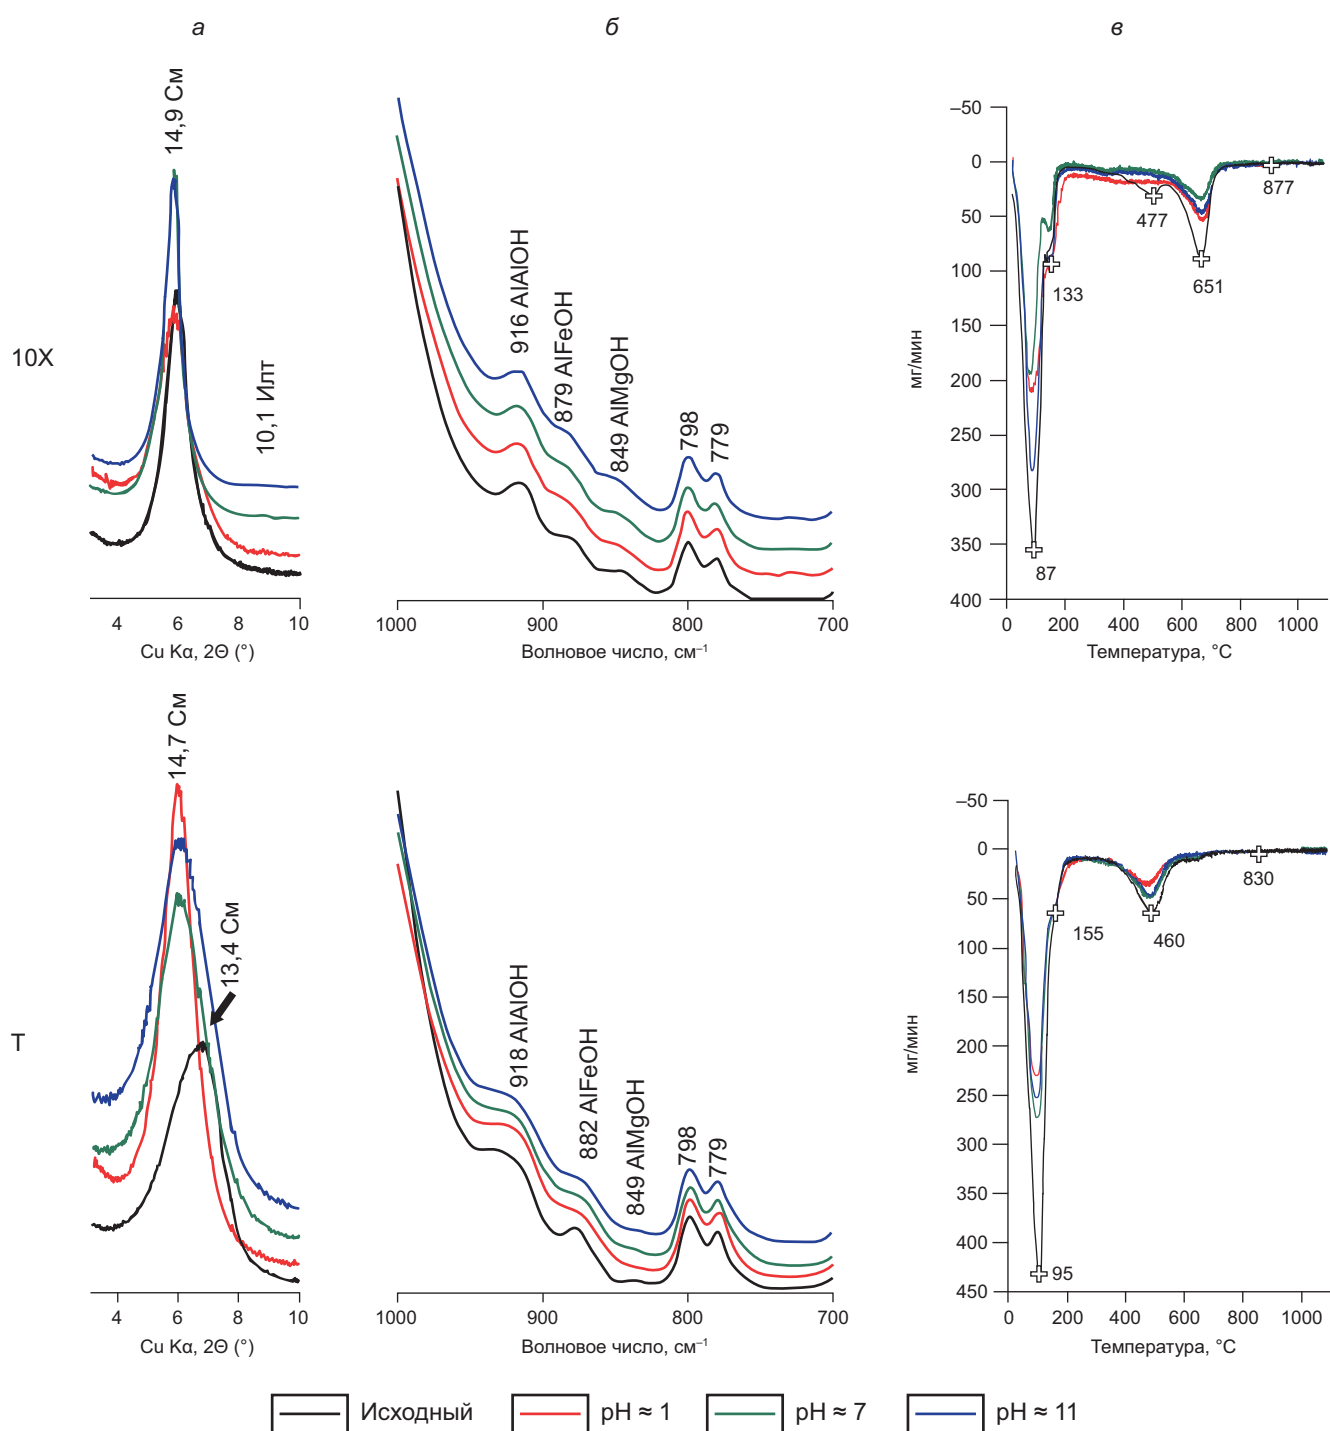 а
б
в
10X
14,9 См
10,1 Илт
4 6 8 10
Cu Kα, 2Θ (°)
916 AlAlOH
879 AlFeOH
849 AlMgOH
798
779
1000 900 800 700
Волновое число, см⁻¹
мг/мин
–50
0
50
100
150
200
250
300
350
400
87
133
477
651
877
0 200 400 600 800 1000
Температура, °C
T
14,7 См
13,4 См
4 6 8 10
Cu Kα, 2Θ (°)
918 AlAlOH
882 AlFeOH
849 AlMgOH
798
779
1000 900 800 700
Волновое число, см⁻¹
мг/мин
–50
0
50
100
150
200
250
300
350
400
450
95
155
460
830
0 200 400 600 800 1000
Температура, °C
Исходный pH ≈ 1 pH ≈ 7 pH ≈ 11